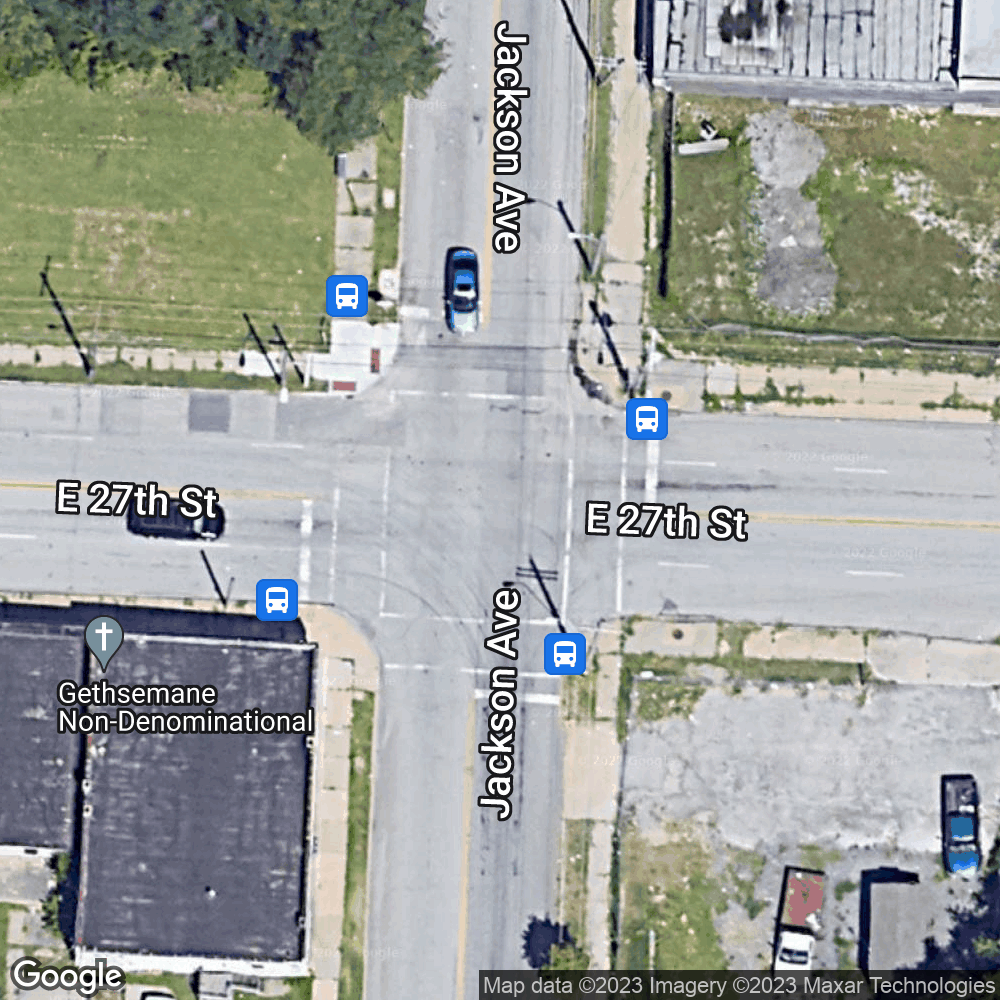 Jackson Ave
E 27th St
E 27th St
Jackson Ave
Gethsemane
Non-Denominational
Google
Map data ©2023 Imagery ©2023 Maxar Technologies